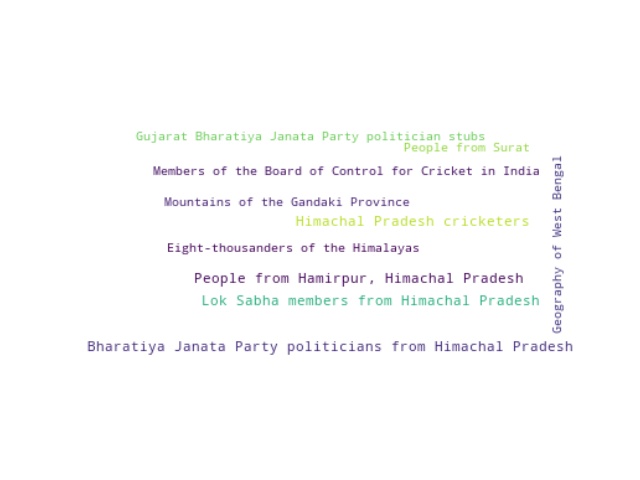 Gujarat Bharatiya Janata Party politician stubs
People from Surat
Members of the Board of Control for Cricket in India
Mountains of the Gandaki Province
Himachal Pradesh cricketers
Eight-thousanders of the Himalayas
People from Hamirpur, Himachal Pradesh
Lok Sabha members from Himachal Pradesh
Bharatiya Janata Party politicians from Himachal Pradesh
Geography of West Bengal